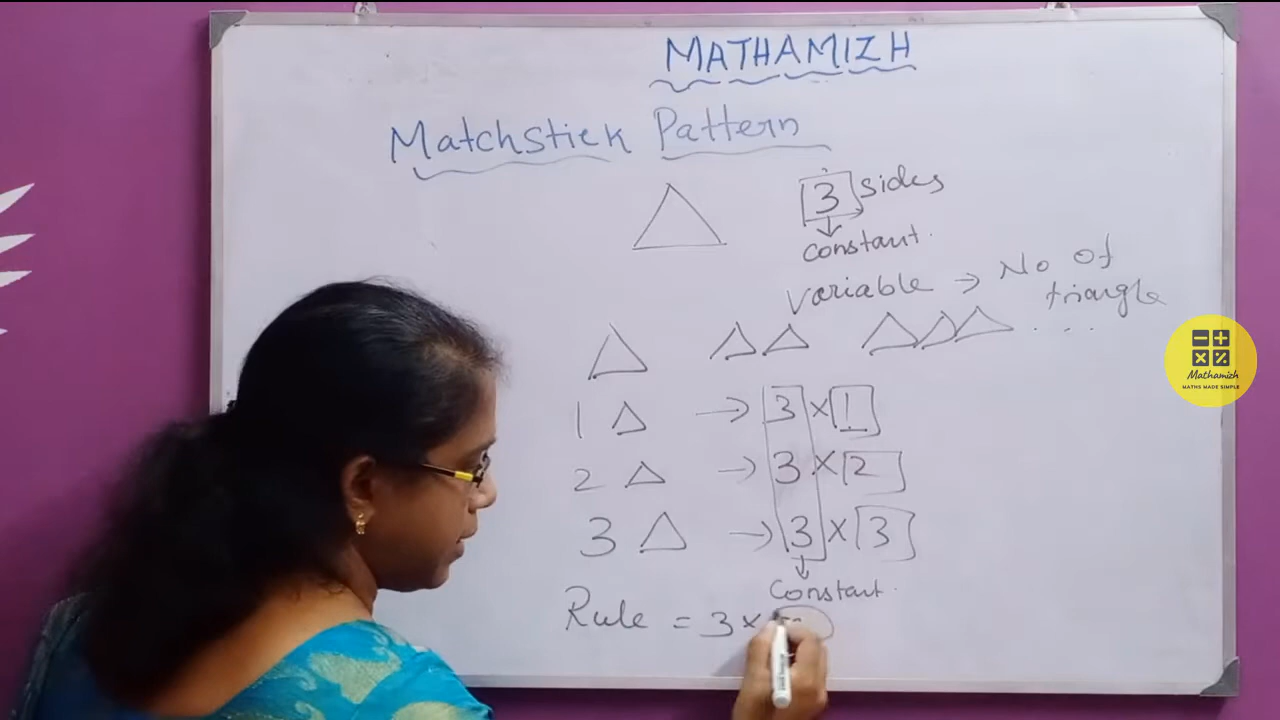 MATHAMIZH
Matchstick Pattern
3 sides
constant.
variable → No of
triangle
. . .
1 △ → 3 × 1
2 △ → 3 × 2
3 △ → 3 × 3
Constant.
Rule = 3 ×
Mathamizh
MATHS MADE SIMPLE